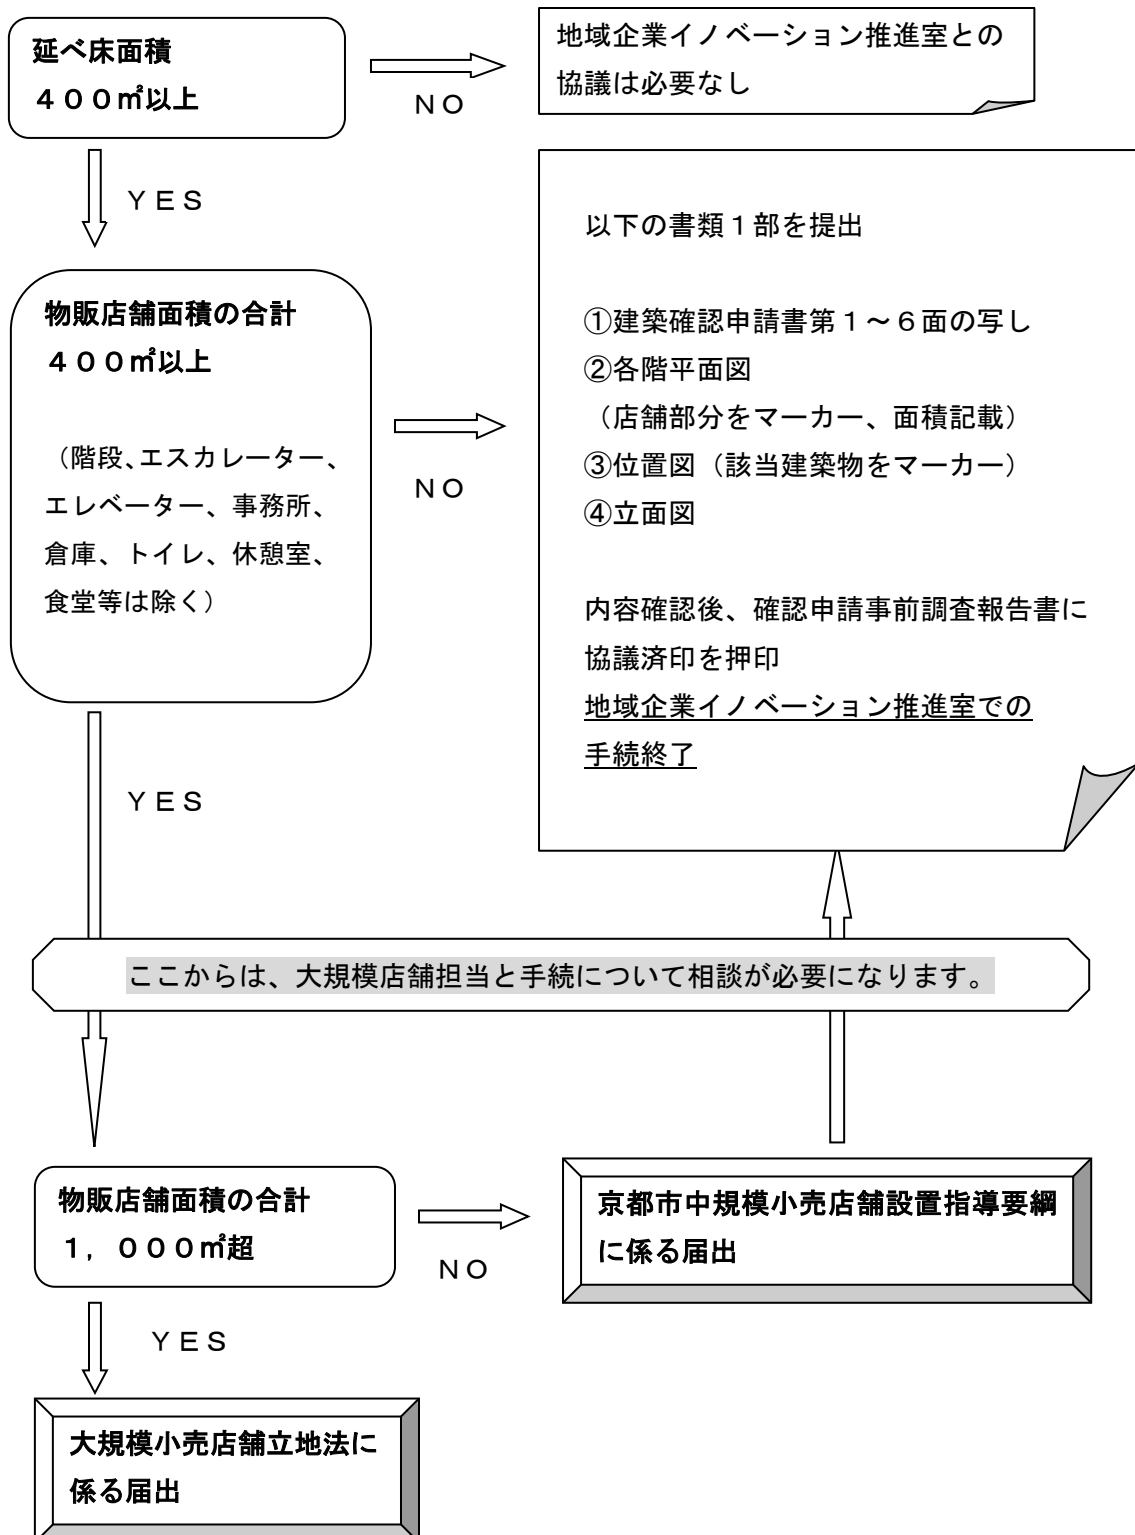 延べ床面積
４００㎡以上
NO
地域企業イノベーション推進室との
協議は必要なし
YES
物販店舗面積の合計
４００㎡以上
（階段、エスカレーター、
エレベーター、事務所、
倉庫、トイレ、休憩室、
食堂等は除く）
NO
以下の書類１部を提出
①建築確認申請書第１～６面の写し
②各階平面図
（店舗部分をマーカー、面積記載）
③位置図（該当建築物をマーカー）
④立面図
内容確認後、確認申請事前調査報告書に
協議済印を押印
地域企業イノベーション推進室での
手続終了
YES
ここからは、大規模店舗担当と手続について相談が必要になります。
物販店舗面積の合計
１，０００㎡超
NO
京都市中規模小売店舗設置指導要綱
に係る届出
YES
大規模小売店舗立地法に
係る届出